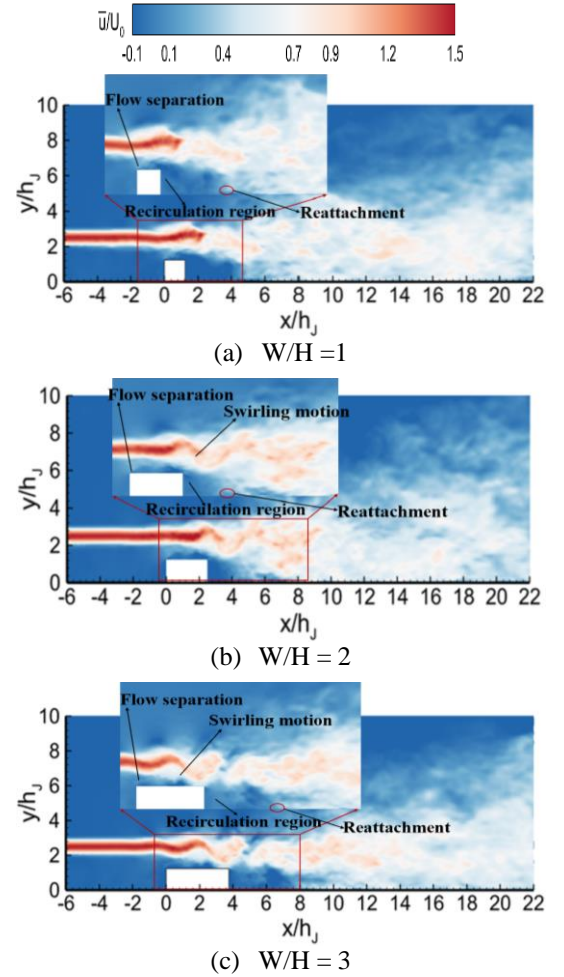 u̅/U₀
-0.1 0.1 0.4 0.7 0.9 1.2 1.5
10
8
6
4
2
0
y/hJ
Flow separation
Recirculation region
Reattachment
-6 -4 -2 0 2 4 6 8 10 12 14 16 18 20 22
x/hJ
(a) W/H =1
10
8
6
4
2
0
y/hJ
Flow separation
Swirling motion
Recirculation region
Reattachment
-6 -4 -2 0 2 4 6 8 10 12 14 16 18 20 22
x/hJ
(b) W/H = 2
10
8
6
4
2
0
y/hJ
Flow separation
Swirling motion
Recirculation region
Reattachment
-6 -4 -2 0 2 4 6 8 10 12 14 16 18 20 22
x/hJ
(c) W/H = 3